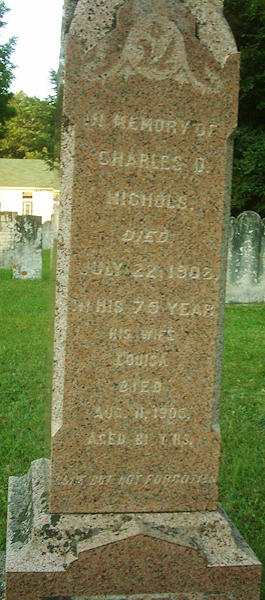 IN MEMORY OF
CHARLES D.
NICHOLS.
DIED
JULY 22, 1902,
IN HIS 79 YEAR
HIS WIFE
LOUISA
DIED
AUG. 11, 1906,
AGED 81 YRS.
BUT NOT FORGOTTEN